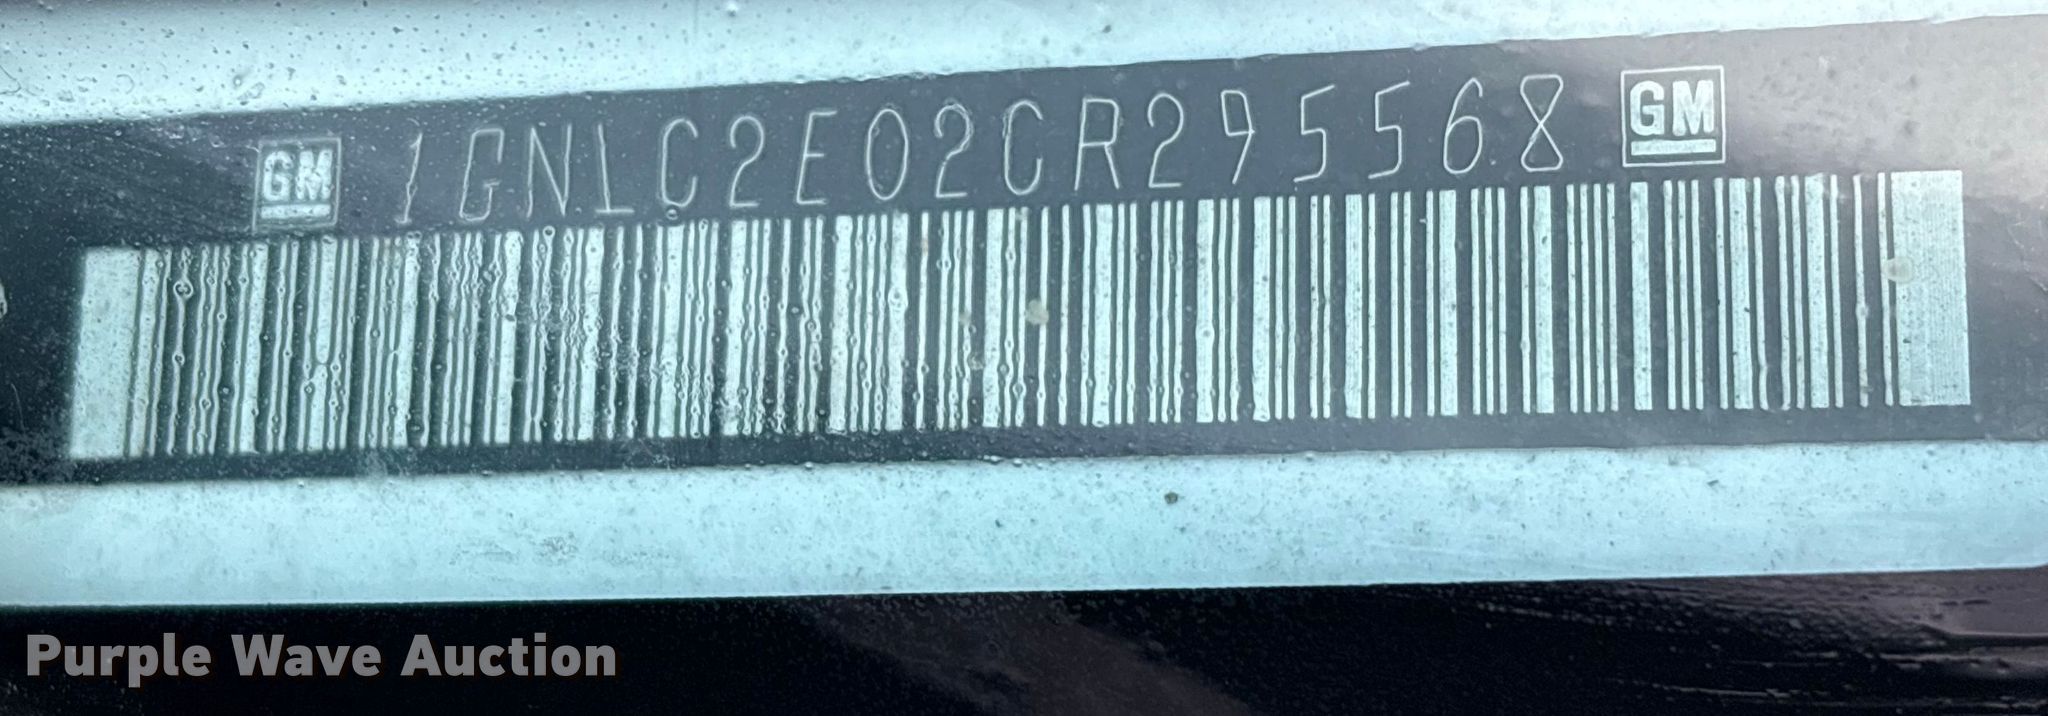 GM 1GNLC2E02CR295568 GM
Purple Wave Auction